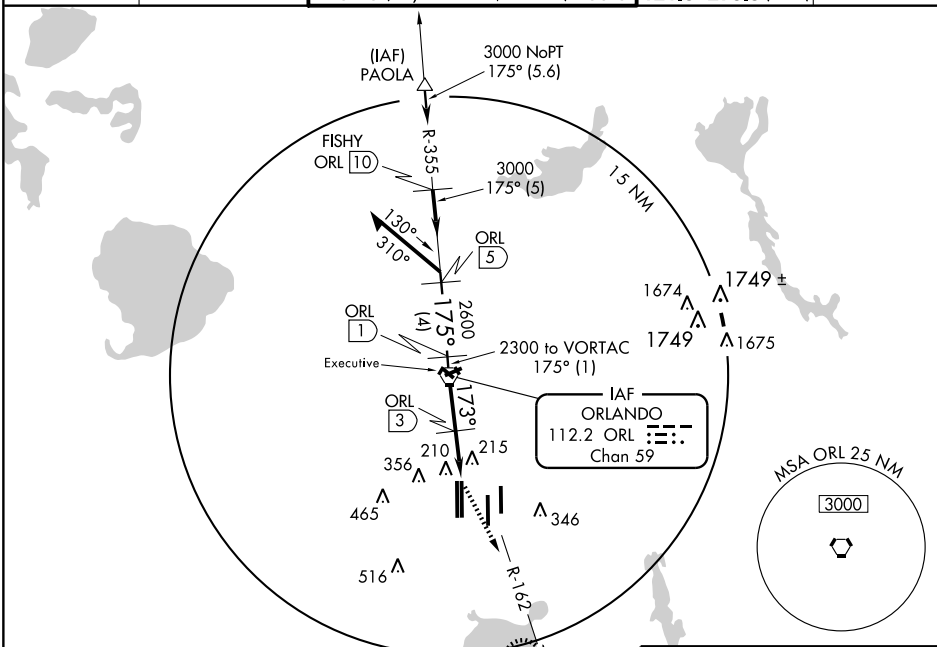 (IAF)
PAOLA
3000 NoPT
175° (5.6)
R-355
FISHY
ORL 10
3000
175° (5)
15 NM
130°
310°
ORL
5
1674
1749 ±
1749
1675
2600
175°
(4)
ORL
1
Executive
2300 to VORTAC
175° (1)
173°
IAF
ORLANDO
112.2 ORL
Chan 59
ORL
3
210
215
356
465
346
516
R-162
MSA ORL 25 NM
3000